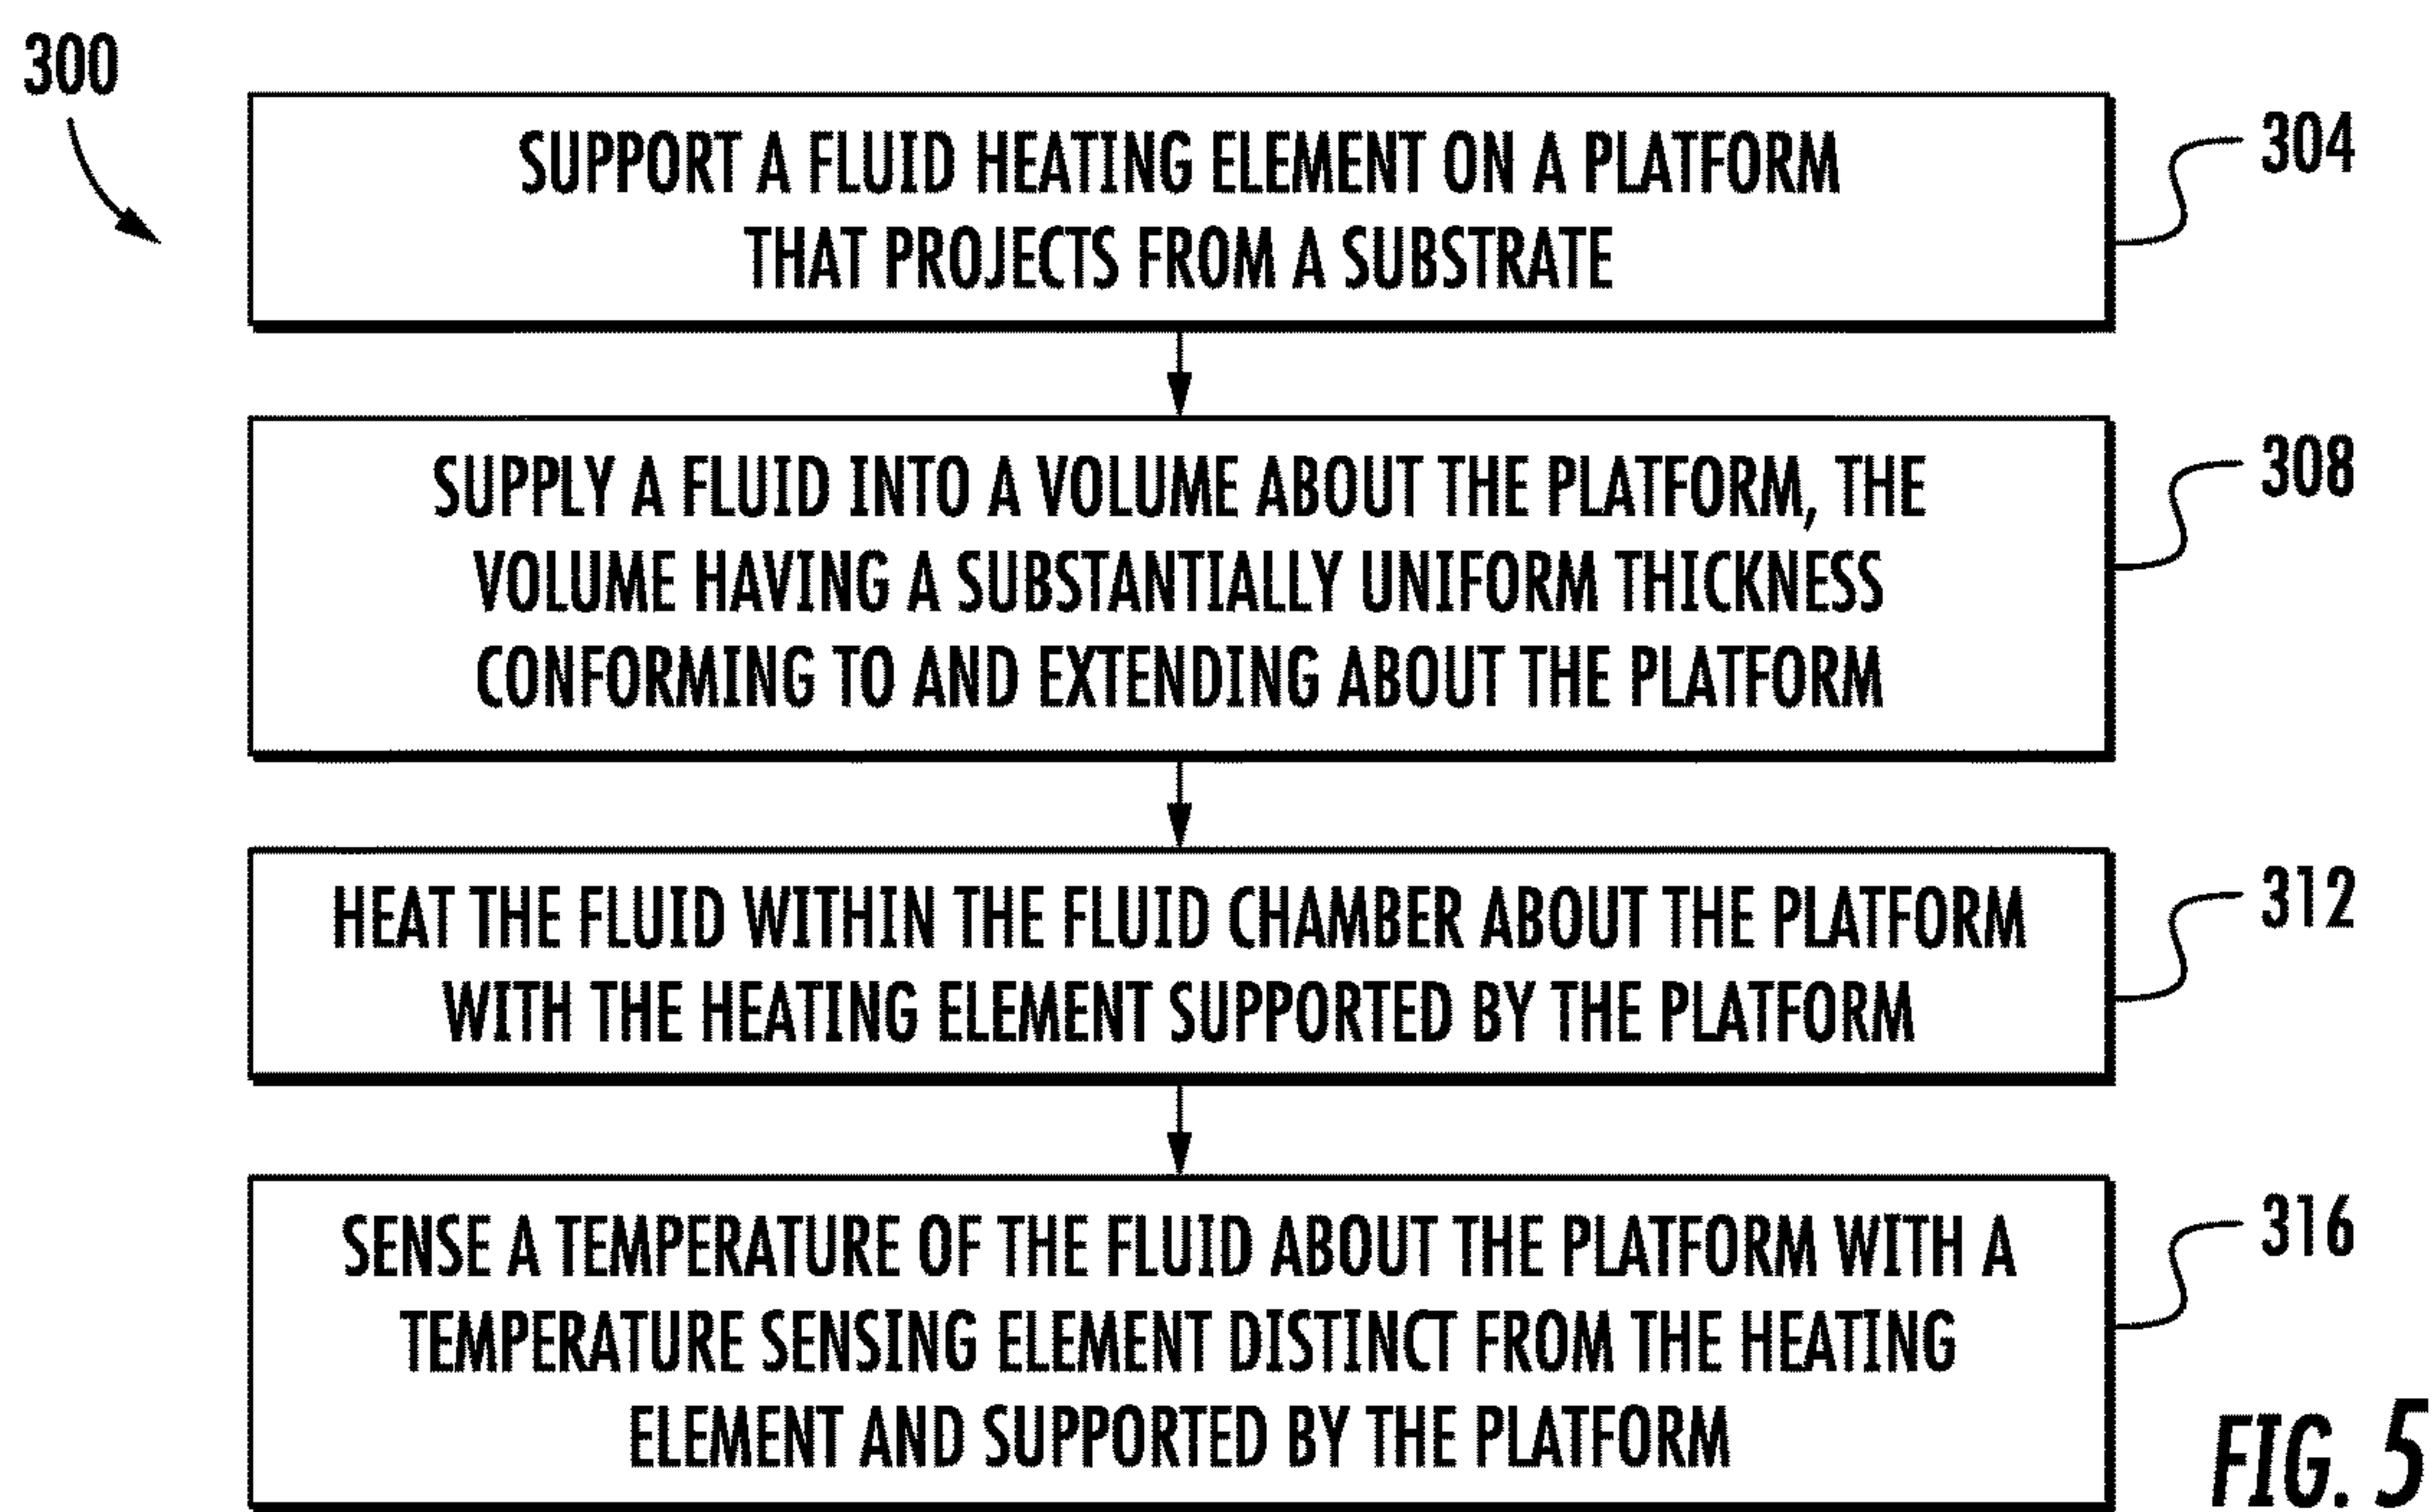 300
SUPPORT A FLUID HEATING ELEMENT ON A PLATFORM
THAT PROJECTS FROM A SUBSTRATE
304
SUPPLY A FLUID INTO A VOLUME ABOUT THE PLATFORM, THE
VOLUME HAVING A SUBSTANTIALLY UNIFORM THICKNESS
CONFORMING TO AND EXTENDING ABOUT THE PLATFORM
308
HEAT THE FLUID WITHIN THE FLUID CHAMBER ABOUT THE PLATFORM
WITH THE HEATING ELEMENT SUPPORTED BY THE PLATFORM
312
SENSE A TEMPERATURE OF THE FLUID ABOUT THE PLATFORM WITH A
TEMPERATURE SENSING ELEMENT DISTINCT FROM THE HEATING
ELEMENT AND SUPPORTED BY THE PLATFORM
316
FIG. 5